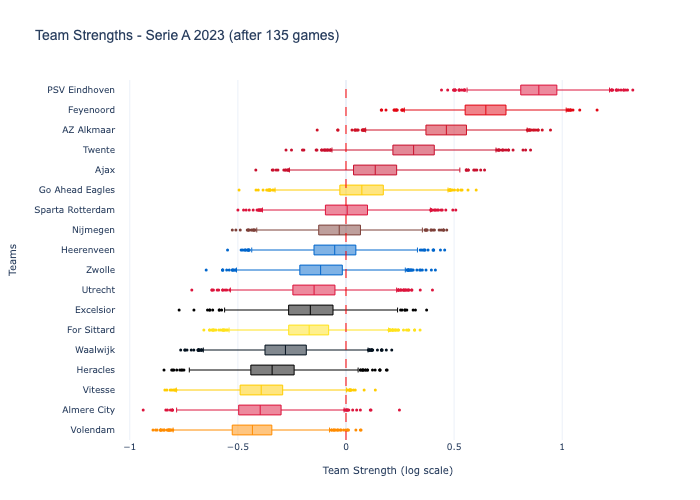 Team Strengths - Serie A 2023 (after 135 games)
PSV Eindhoven
Feyenoord
AZ Alkmaar
Twente
Ajax
Go Ahead Eagles
Sparta Rotterdam
Nijmegen
Heerenveen
Zwolle
Utrecht
Excelsior
For Sittard
Waalwijk
Heracles
Vitesse
Almere City
Volendam
Teams
−1 −0.5 0 0.5 1
Team Strength (log scale)